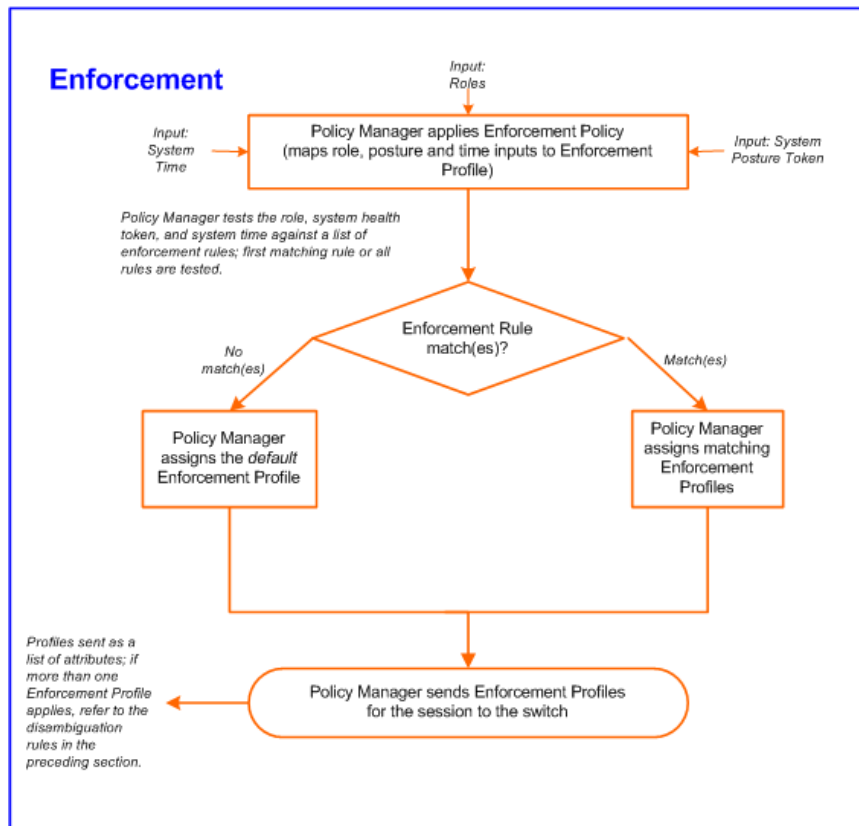 Enforcement
Input:
Roles
Input:
System
Time
Policy Manager applies Enforcement Policy
(maps role, posture and time inputs to Enforcement
Profile)
Input: System
Posture Token
Policy Manager tests the role, system health
token, and system time against a list of
enforcement rules; first matching rule or all
rules are tested.
Enforcement Rule
match(es)?
No
match(es)
Match(es)
Policy Manager
assigns the default
Enforcement Profile
Policy Manager
assigns matching
Enforcement
Profiles
Profiles sent as a
list of attributes; if
more than one
Enforcement Profile
applies, refer to the
disambiguation
rules in the
preceding section.
Policy Manager sends Enforcement Profiles
for the session to the switch